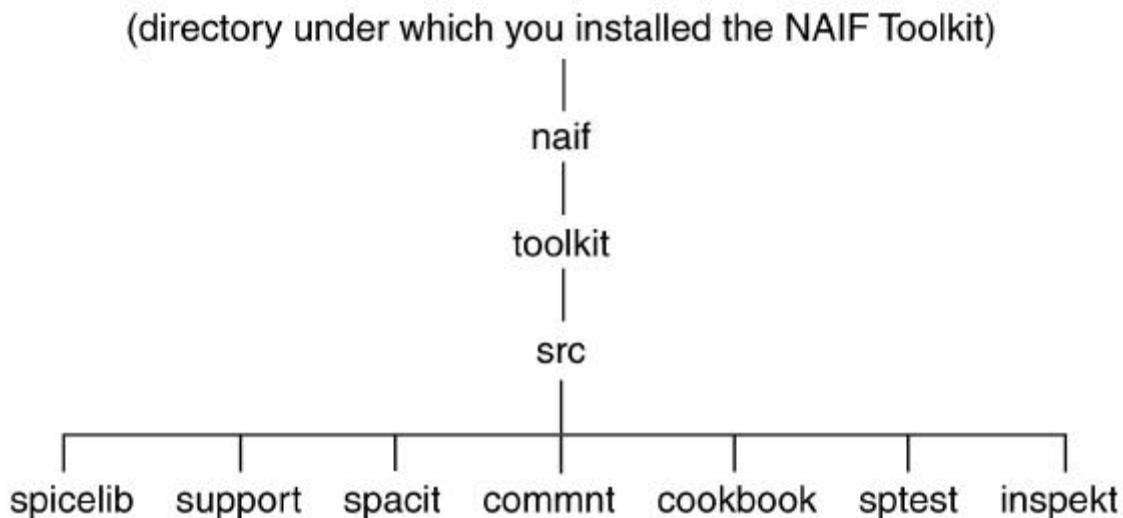 (directory under which you installed the NAIF Toolkit)
naif
toolkit
src
spicelib support spacit commnt cookbook sptest inspekt